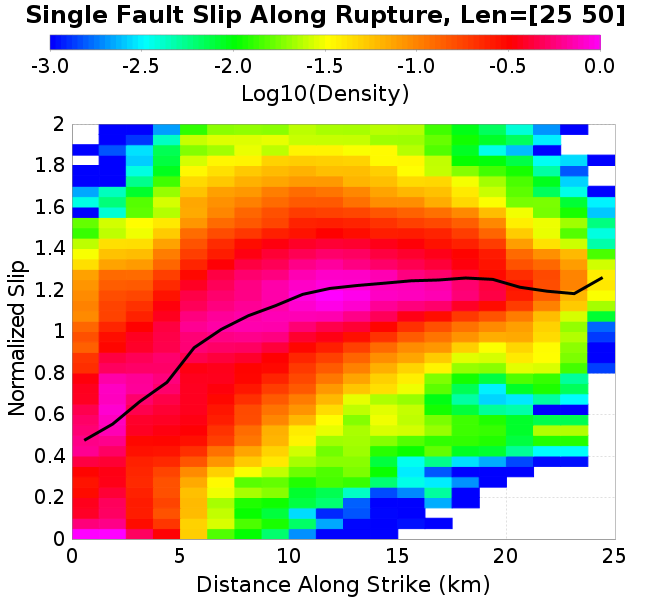 Single Fault Slip Along Rupture, Len=[25 50]
-3.0 -2.5 -2.0 -1.5 -1.0 -0.5 0.0
Log10(Density)
2
1.8
1.6
1.4
1.2
1
0.8
0.6
0.4
0.2
0
Normalized Slip
0 5 10 15 20 25
Distance Along Strike (km)